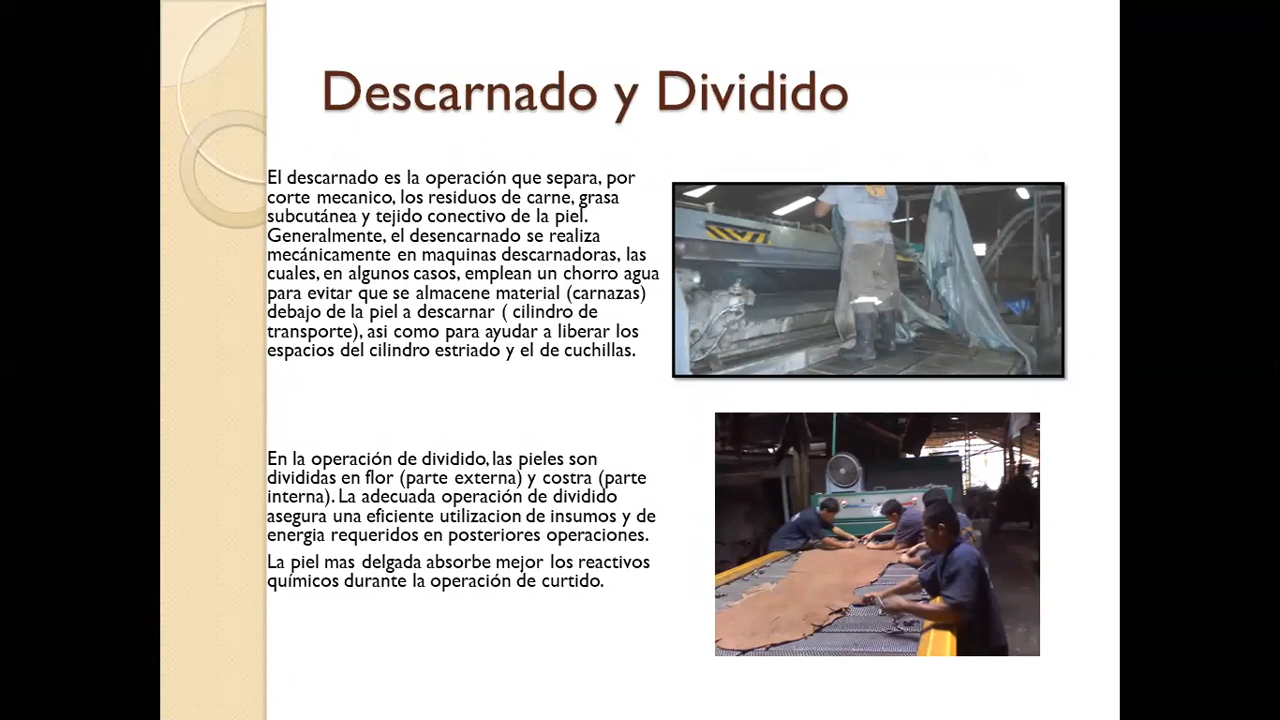 Descarnado y Dividido
El descarnado es la operación que separa, por
corte mecanico, los residuos de carne, grasa
subcutánea y tejido conectivo de la piel.
Generalmente, el desencarnado se realiza
mecánicamente en maquinas descarnadoras, las
cuales, en algunos casos, emplean un chorro agua
para evitar que se almacene material (carnazas)
debajo de la piel a descarnar ( cilindro de
transporte), asi como para ayudar a liberar los
espacios del cilindro estriado y el de cuchillas.
En la operación de dividido, las pieles son
divididas en flor (parte externa) y costra (parte
interna). La adecuada operación de dividido
asegura una eficiente utilizacion de insumos y de
energía requeridos en posteriores operaciones.
La piel mas delgada absorbe mejor los reactivos
químicos durante la operación de curtido.